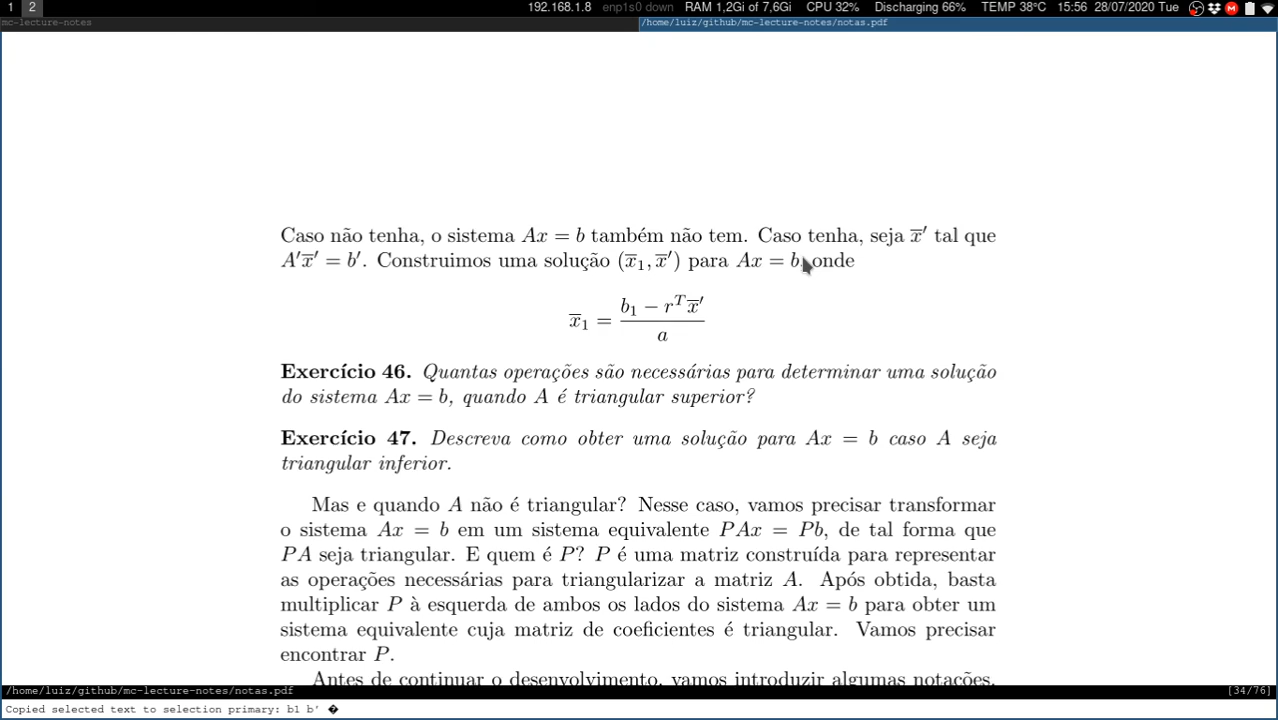 1 2 192.168.1.8 enp1s0 down RAM 1,2Gi of 7,6Gi CPU 32% Discharging 66% TEMP 38°C 15:56 28/07/2020 Tue
mc-lecture-notes /home/luiz/github/mc-lecture-notes/notas.pdf
Caso não tenha, o sistema Ax = b também não tem. Caso tenha, seja x̅′ tal que
A′x̅′ = b′. Construimos uma solução (x̅₁, x̅′) para Ax = b, onde
x̅₁ = (b₁ − rᵀx̅′) / a
Exercício 46. Quantas operações são necessárias para determinar uma solução
do sistema Ax = b, quando A é triangular superior?
Exercício 47. Descreva como obter uma solução para Ax = b caso A seja
triangular inferior.
Mas e quando A não é triangular? Nesse caso, vamos precisar transformar
o sistema Ax = b em um sistema equivalente PAx = Pb, de tal forma que
PA seja triangular. E quem é P? P é uma matriz construída para representar
as operações necessárias para triangularizar a matriz A. Após obtida, basta
multiplicar P à esquerda de ambos os lados do sistema Ax = b para obter um
sistema equivalente cuja matriz de coeficientes é triangular. Vamos precisar
encontrar P.
Antes de continuar o desenvolvimento, vamos introduzir algumas notações.
/home/luiz/github/mc-lecture-notes/notas.pdf [34/76]
Copied selected text to selection primary: b1 b′ �